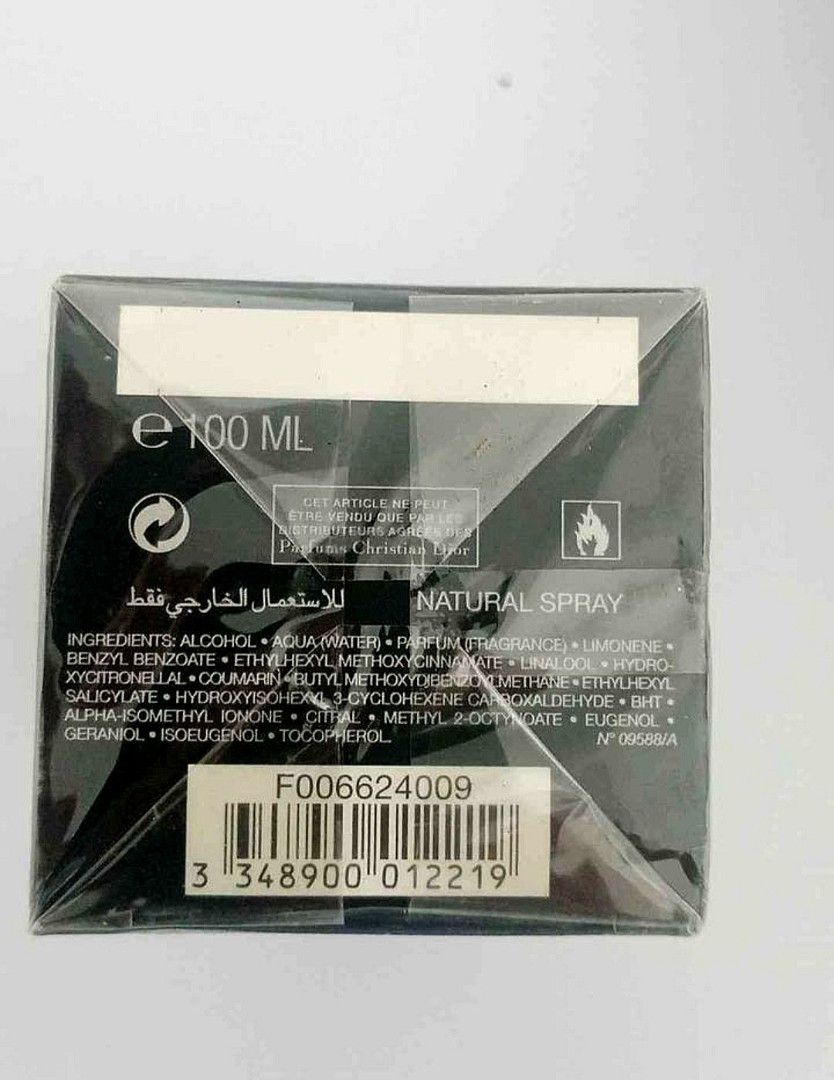 e 100 ML
CET ARTICLE NE PEUT
ÊTRE VENDU QUE PAR LES
DISTRIBUTEURS AGRÉÉS DES
Parfums Christian Dior
للاستعمال الخارجي فقط
NATURAL SPRAY
INGREDIENTS: ALCOHOL • AQUA (WATER) • PARFUM (FRAGRANCE) • LIMONENE •
BENZYL BENZOATE • ETHYLHEXYL METHOXYCINNAMATE • LINALOOL • HYDRO-
XYCITRONELLAL • COUMARIN • BUTYL METHOXYDIBENZOYLMETHANE • ETHYLHEXYL
SALICYLATE • HYDROXYISOHEXYL 3-CYCLOHEXENE CARBOXALDEHYDE • BHT •
ALPHA-ISOMETHYL IONONE • CITRAL • METHYL 2-OCTYNOATE • EUGENOL •
GERANIOL • ISOEUGENOL • TOCOPHEROL.
N° 09588/A
F006624009
3 348900 012219